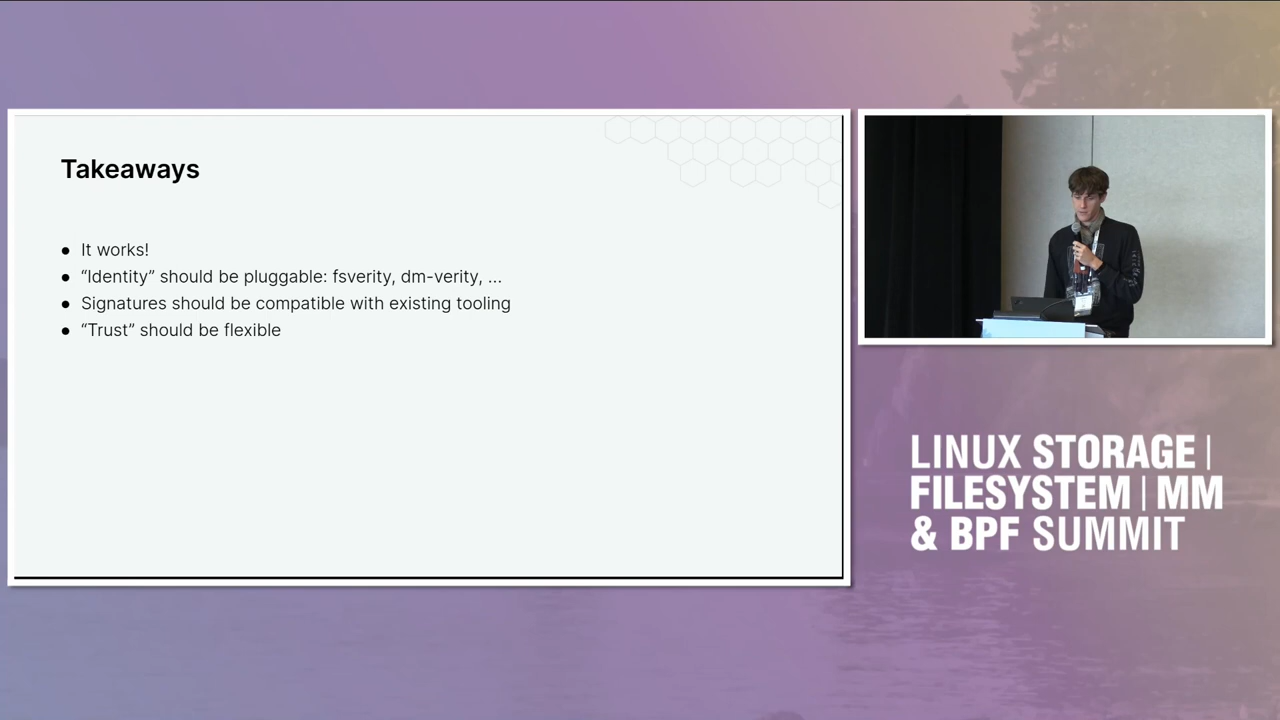 Takeaways
● It works!
● “Identity” should be pluggable: fsverity, dm-verity, ...
● Signatures should be compatible with existing tooling
● “Trust” should be flexible
LINUX STORAGE |
FILESYSTEM | MM
& BPF SUMMIT